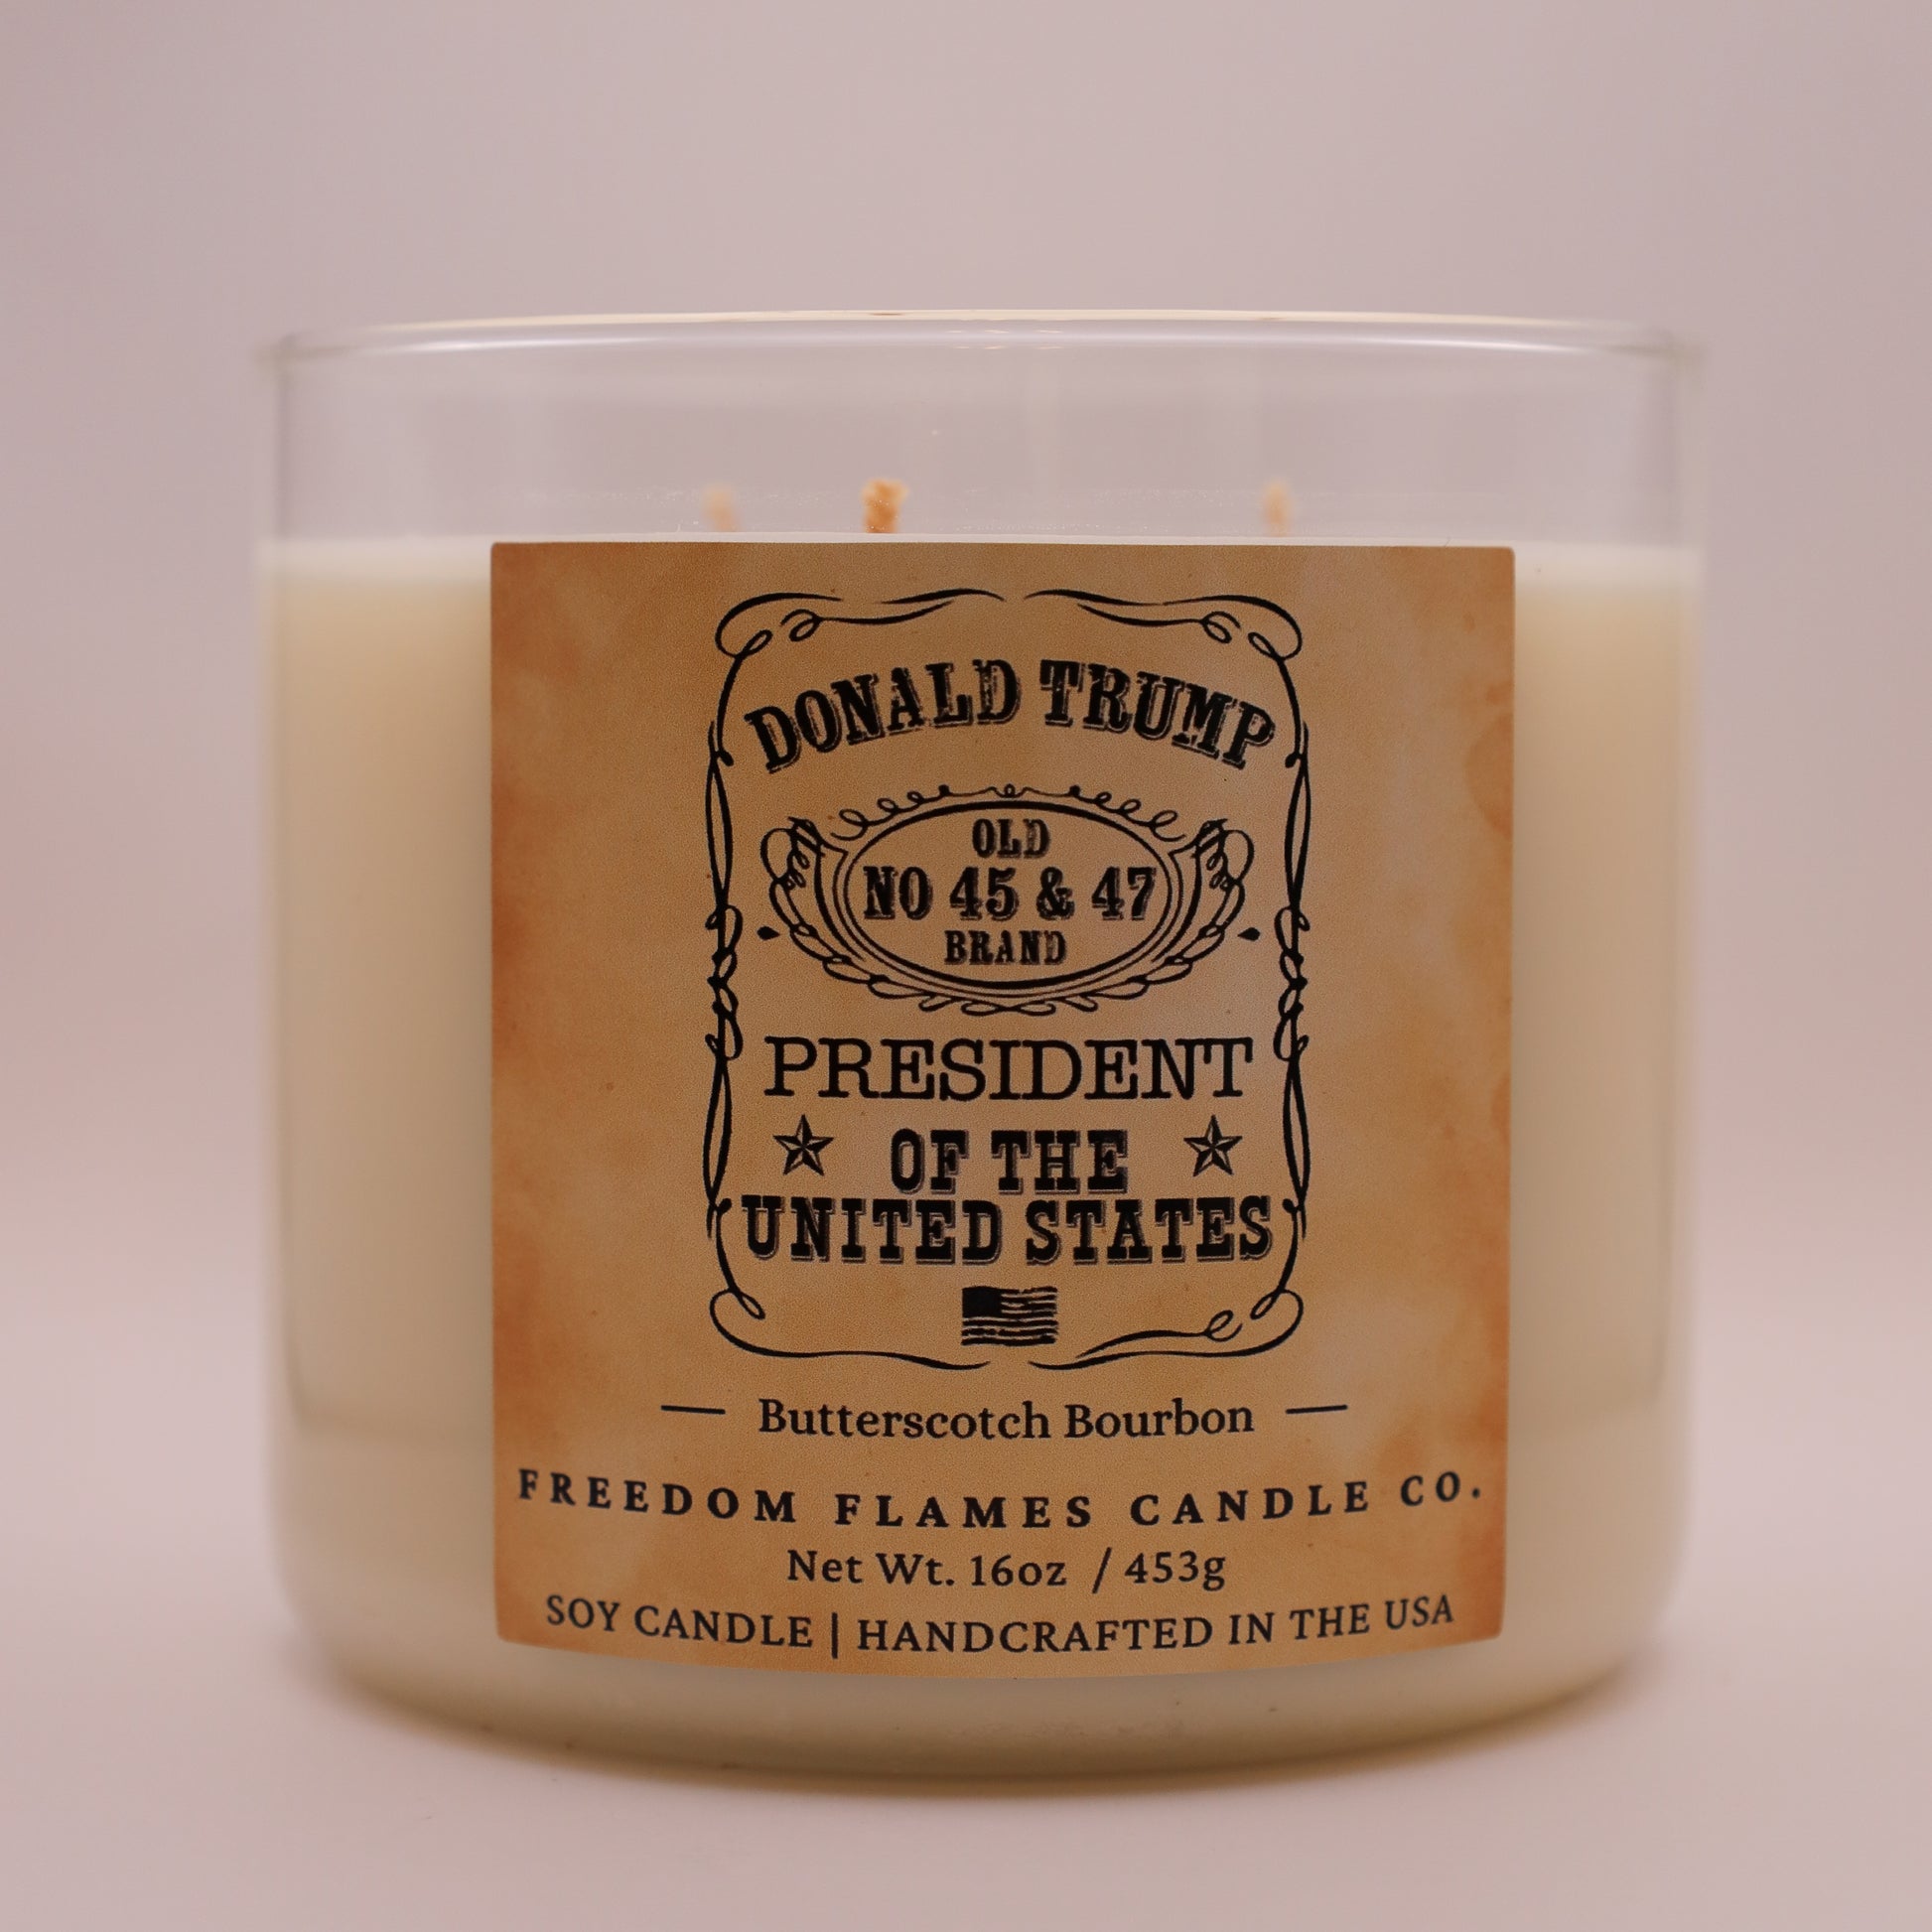 DONALD TRUMP
OLD
NO 45 & 47
BRAND
PRESIDENT
OF THE
UNITED STATES
Butterscotch Bourbon
FREEDOM FLAMES CANDLE CO.
Net Wt. 16oz / 453g
SOY CANDLE | HANDCRAFTED IN THE USA